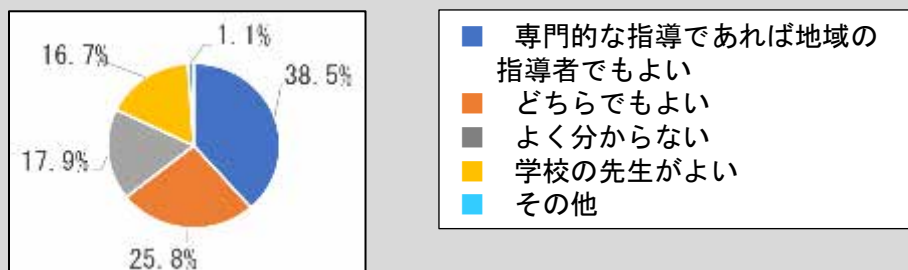 1.1%
16.7%
38.5%
17.9%
25.8%
専門的な指導であれば地域の
指導者でもよい
どちらでもよい
よく分からない
学校の先生がよい
その他